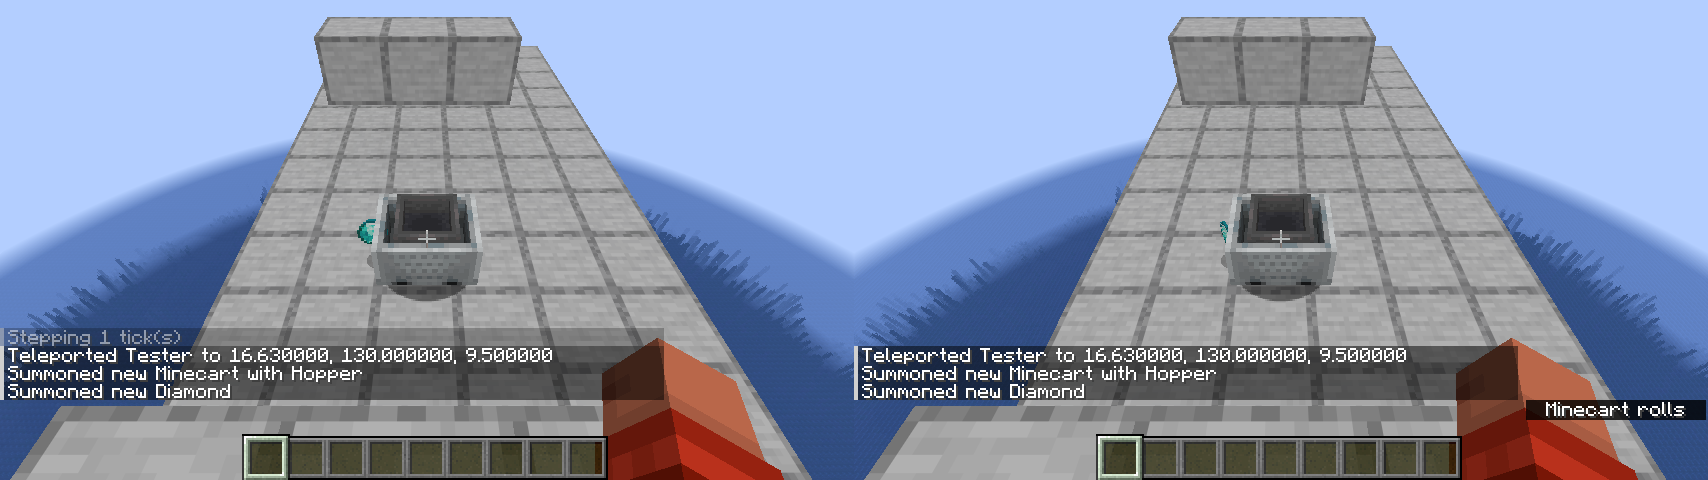 Stepping 1 tick(s)
Teleported Tester to 16.630000, 130.000000, 9.500000
Summoned new Minecart with Hopper
Summoned new Diamond
Teleported Tester to 16.630000, 130.000000, 9.500000
Summoned new Minecart with Hopper
Summoned new Diamond
Minecart rolls